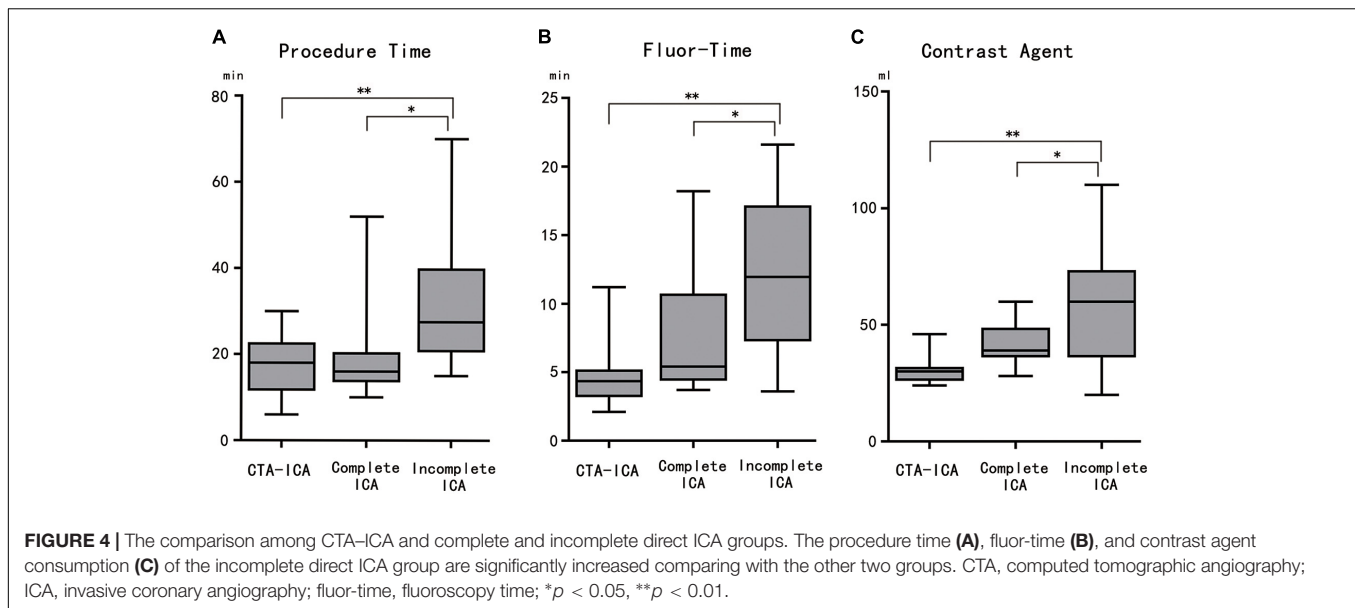 A
Procedure Time
min
80
60
40
20
0
**
*
CTA-ICA
Complete
ICA
Incomplete
ICA
B
Fluor-Time
min
25
20
15
10
5
0
**
*
CTA-ICA
Complete
ICA
Incomplete
ICA
C
Contrast Agent
ml
150
100
50
0
**
*
CTA-ICA
Complete
ICA
Incomplete
ICA
FIGURE 4 | The comparison among CTA–ICA and complete and incomplete direct ICA groups. The procedure time (A), fluor-time (B), and contrast agent
consumption (C) of the incomplete direct ICA group are significantly increased comparing with the other two groups. CTA, computed tomographic angiography;
ICA, invasive coronary angiography; fluor-time, fluoroscopy time; *p < 0.05, **p < 0.01.